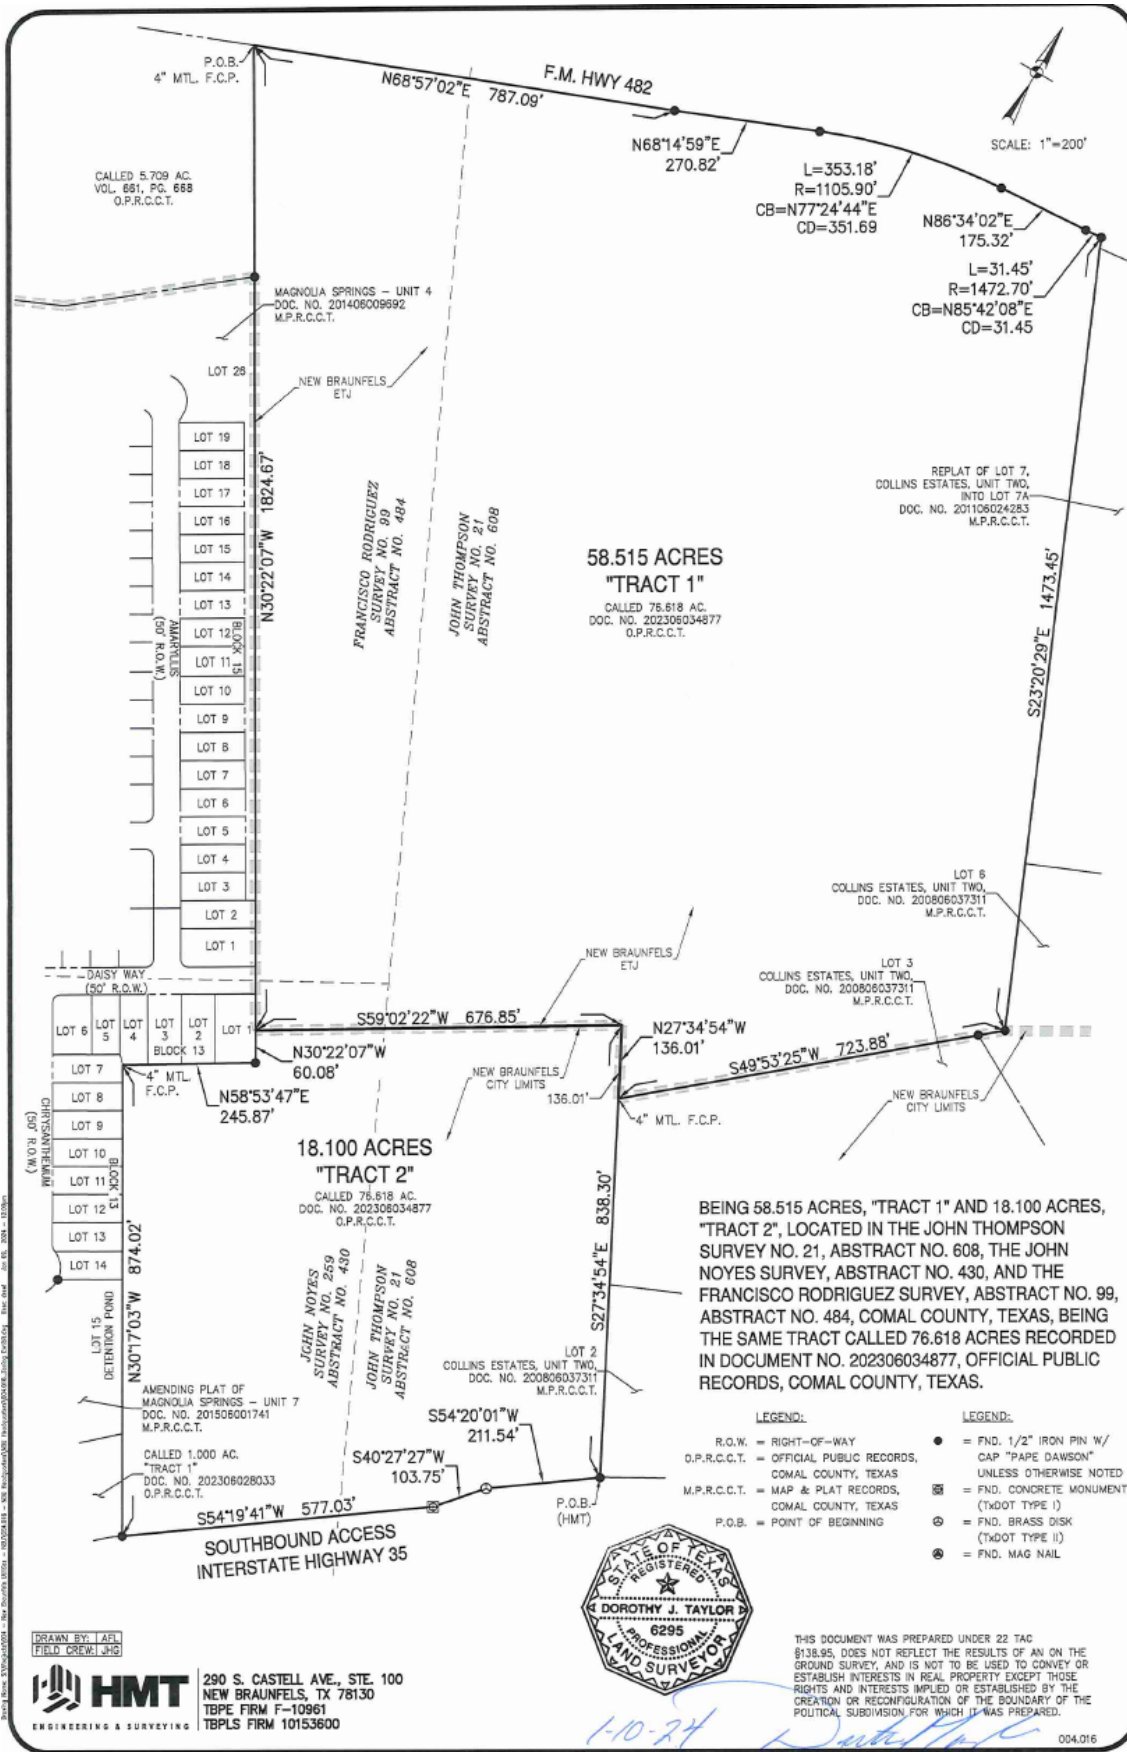 P.O.B.
4" MTL. F.C.P.
N68°57'02"E 787.09'
F.M. HWY 482
N68°14'59"E
270.82'
SCALE: 1"=200'
L=353.18'
R=1105.90'
CB=N77°24'44"E
CD=351.69
N86°34'02"E
175.32'
L=31.45'
R=1472.70'
CB=N85°42'08"E
CD=31.45
CALLED 5.709 AC.
VOL. 661, PG. 668
O.P.R.C.C.T.
MAGNOLIA SPRINGS - UNIT 4
DOC. NO. 201406009692
M.P.R.C.C.T.
LOT 26
NEW BRAUNFELS
ETJ
LOT 19
LOT 18
LOT 17
LOT 16
LOT 15
LOT 14
LOT 13
LOT 12
LOT 11
LOT 10
LOT 9
LOT 8
LOT 7
LOT 6
LOT 5
LOT 4
LOT 3
LOT 2
LOT 1
BLOCK 15
AMARYLLIS
(50' R.O.W.)
N30°22'07"W 1824.67'
FRANCISCO RODRIGUEZ
SURVEY NO. 99
ABSTRACT NO. 484
JOHN THOMPSON
SURVEY NO. 21
ABSTRACT NO. 608
58.515 ACRES
"TRACT 1"
CALLED 76.618 AC.
DOC. NO. 202306034877
O.P.R.C.C.T.
REPLAT OF LOT 7,
COLLINS ESTATES, UNIT TWO,
INTO LOT 7A
DOC. NO. 201106024283
M.P.R.C.C.T.
S23°20'29"E 1473.45'
LOT 6
COLLINS ESTATES, UNIT TWO,
DOC. NO. 200806037311
M.P.R.C.C.T.
LOT 3
COLLINS ESTATES, UNIT TWO,
DOC. NO. 200806037311
M.P.R.C.C.T.
NEW BRAUNFELS
ETJ
DAISY WAY
(50' R.O.W.)
LOT 6
LOT 5
LOT 4
LOT 3
LOT 2
LOT 1
BLOCK 13
S59°02'22"W 676.85'
N27°34'54"W
136.01'
S49°53'25"W 723.88'
N30°22'07"W
60.08'
4" MTL.
F.C.P.
N58°53'47"E
245.87'
NEW BRAUNFELS
CITY LIMITS
136.01'
4" MTL. F.C.P.
NEW BRAUNFELS
CITY LIMITS
LOT 7
LOT 8
LOT 9
LOT 10
LOT 11
LOT 12
LOT 13
LOT 14
BLOCK 13
CHRYSANTHEMUM
(50' R.O.W.)
LOT 15
DETENTION POND
N30°17'03"W 874.02'
18.100 ACRES
"TRACT 2"
CALLED 76.618 AC.
DOC. NO. 202306034877
O.P.R.C.C.T.
JOHN NOYES
SURVEY NO. 259
ABSTRACT NO. 430
JOHN THOMPSON
SURVEY NO. 21
ABSTRACT NO. 608
S27°34'54"E 838.30'
BEING 58.515 ACRES, "TRACT 1" AND 18.100 ACRES,
"TRACT 2", LOCATED IN THE JOHN THOMPSON
SURVEY NO. 21, ABSTRACT NO. 608, THE JOHN
NOYES SURVEY, ABSTRACT NO. 430, AND THE
FRANCISCO RODRIGUEZ SURVEY, ABSTRACT NO. 99,
ABSTRACT NO. 484, COMAL COUNTY, TEXAS, BEING
THE SAME TRACT CALLED 76.618 ACRES RECORDED
IN DOCUMENT NO. 202306034877, OFFICIAL PUBLIC
RECORDS, COMAL COUNTY, TEXAS.
LOT 2
COLLINS ESTATES, UNIT TWO,
DOC. NO. 200806037311
M.P.R.C.C.T.
AMENDING PLAT OF
MAGNOLIA SPRINGS - UNIT 7
DOC. NO. 201506001741
M.P.R.C.C.T.
CALLED 1.000 AC.
"TRACT 1"
DOC. NO. 202306028033
O.P.R.C.C.T.
S54°20'01"W
211.54'
S40°27'27"W
103.75'
S54°19'41"W 577.03'
SOUTHBOUND ACCESS
INTERSTATE HIGHWAY 35
P.O.B.
(HMT)
LEGEND:
R.O.W. = RIGHT-OF-WAY
O.P.R.C.C.T. = OFFICIAL PUBLIC RECORDS,
COMAL COUNTY, TEXAS
M.P.R.C.C.T. = MAP & PLAT RECORDS,
COMAL COUNTY, TEXAS
P.O.B. = POINT OF BEGINNING
LEGEND:
= FND. 1/2" IRON PIN W/
CAP "PAPE DAWSON"
UNLESS OTHERWISE NOTED
= FND. CONCRETE MONUMENT
(TxDOT TYPE I)
= FND. BRASS DISK
(TxDOT TYPE II)
= FND. MAG NAIL
STATE OF TEXAS
REGISTERED
DOROTHY J. TAYLOR
6295
PROFESSIONAL
LAND SURVEYOR
THIS DOCUMENT WAS PREPARED UNDER 22 TAC
§138.95, DOES NOT REFLECT THE RESULTS OF AN ON THE
GROUND SURVEY, AND IS NOT TO BE USED TO CONVEY OR
ESTABLISH INTERESTS IN REAL PROPERTY EXCEPT THOSE
RIGHTS AND INTERESTS IMPLIED OR ESTABLISHED BY THE
CREATION OR RECONFIGURATION OF THE BOUNDARY OF THE
POLITICAL SUBDIVISION FOR WHICH IT WAS PREPARED.
DRAWN BY: AFL
FIELD CREW: JHG
HMT
ENGINEERING & SURVEYING
290 S. CASTELL AVE., STE. 100
NEW BRAUNFELS, TX 78130
TBPE FIRM F-10961
TBPLS FIRM 10153600
1-10-24
004.016